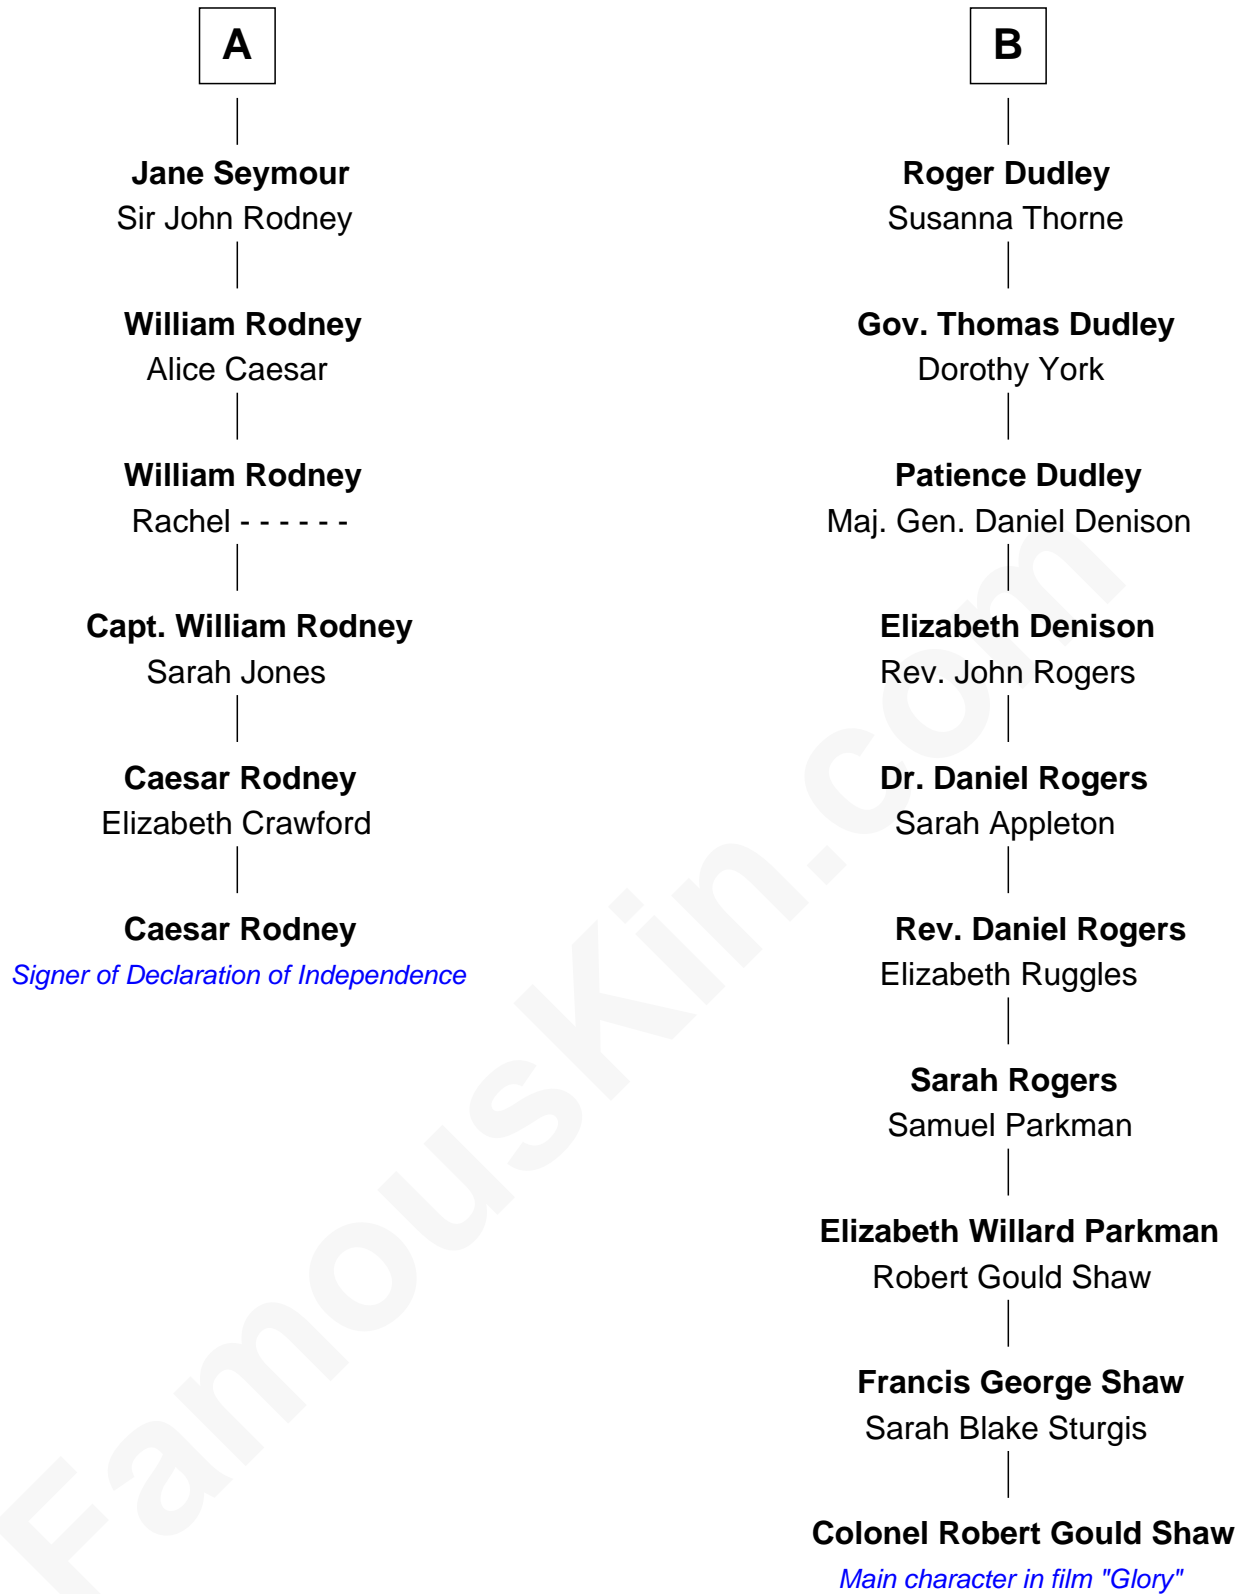 A
Jane Seymour
Sir John Rodney
William Rodney
Alice Caesar
William Rodney
Rachel - - - - - -
Capt. William Rodney
Sarah Jones
Caesar Rodney
Elizabeth Crawford
Caesar Rodney
Signer of Declaration of Independence
B
Roger Dudley
Susanna Thorne
Gov. Thomas Dudley
Dorothy York
Patience Dudley
Maj. Gen. Daniel Denison
Elizabeth Denison
Rev. John Rogers
Dr. Daniel Rogers
Sarah Appleton
Rev. Daniel Rogers
Elizabeth Ruggles
Sarah Rogers
Samuel Parkman
Elizabeth Willard Parkman
Robert Gould Shaw
Francis George Shaw
Sarah Blake Sturgis
Colonel Robert Gould Shaw
Main character in film "Glory"
FamousKin.com